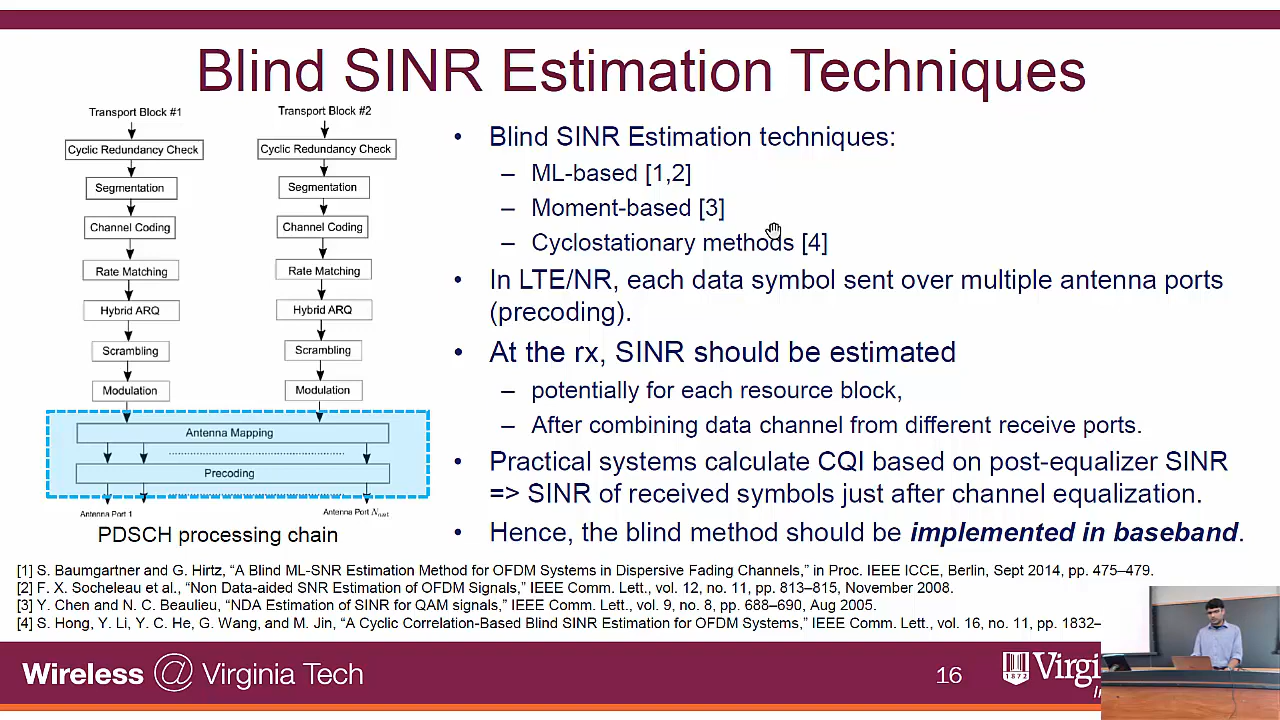 Blind SINR Estimation Techniques
Transport Block #1
Transport Block #2
Cyclic Redundancy Check
Cyclic Redundancy Check
Segmentation
Segmentation
Channel Coding
Channel Coding
Rate Matching
Rate Matching
Hybrid ARQ
Hybrid ARQ
Scrambling
Scrambling
Modulation
Modulation
Antenna Mapping
Precoding
Antenna Port 1
Antenna Port
PDSCH processing chain
• Blind SINR Estimation techniques:
– ML-based [1,2]
– Moment-based [3]
– Cyclostationary methods [4]
• In LTE/NR, each data symbol sent over multiple antenna ports
(precoding).
• At the rx, SINR should be estimated
– potentially for each resource block,
– After combining data channel from different receive ports.
• Practical systems calculate CQI based on post-equalizer SINR
=> SINR of received symbols just after channel equalization.
• Hence, the blind method should be implemented in baseband.
[1] S. Baumgartner and G. Hirtz, “A Blind ML-SNR Estimation Method for OFDM Systems in Dispersive Fading Channels,” in Proc. IEEE ICCE, Berlin, Sept 2014, pp. 475–479.
[2] F. X. Socheleau et al., “Non Data-aided SNR Estimation of OFDM Signals,” IEEE Comm. Lett., vol. 12, no. 11, pp. 813–815, November 2008.
[3] Y. Chen and N. C. Beaulieu, “NDA Estimation of SINR for QAM signals,” IEEE Comm. Lett., vol. 9, no. 8, pp. 688–690, Aug 2005.
[4] S. Hong, Y. Li, Y. C. He, G. Wang, and M. Jin, “A Cyclic Correlation-Based Blind SINR Estimation for OFDM Systems,” IEEE Comm. Lett., vol. 16, no. 11, pp. 1832–
Wireless @ Virginia Tech
16
1872
Virgi